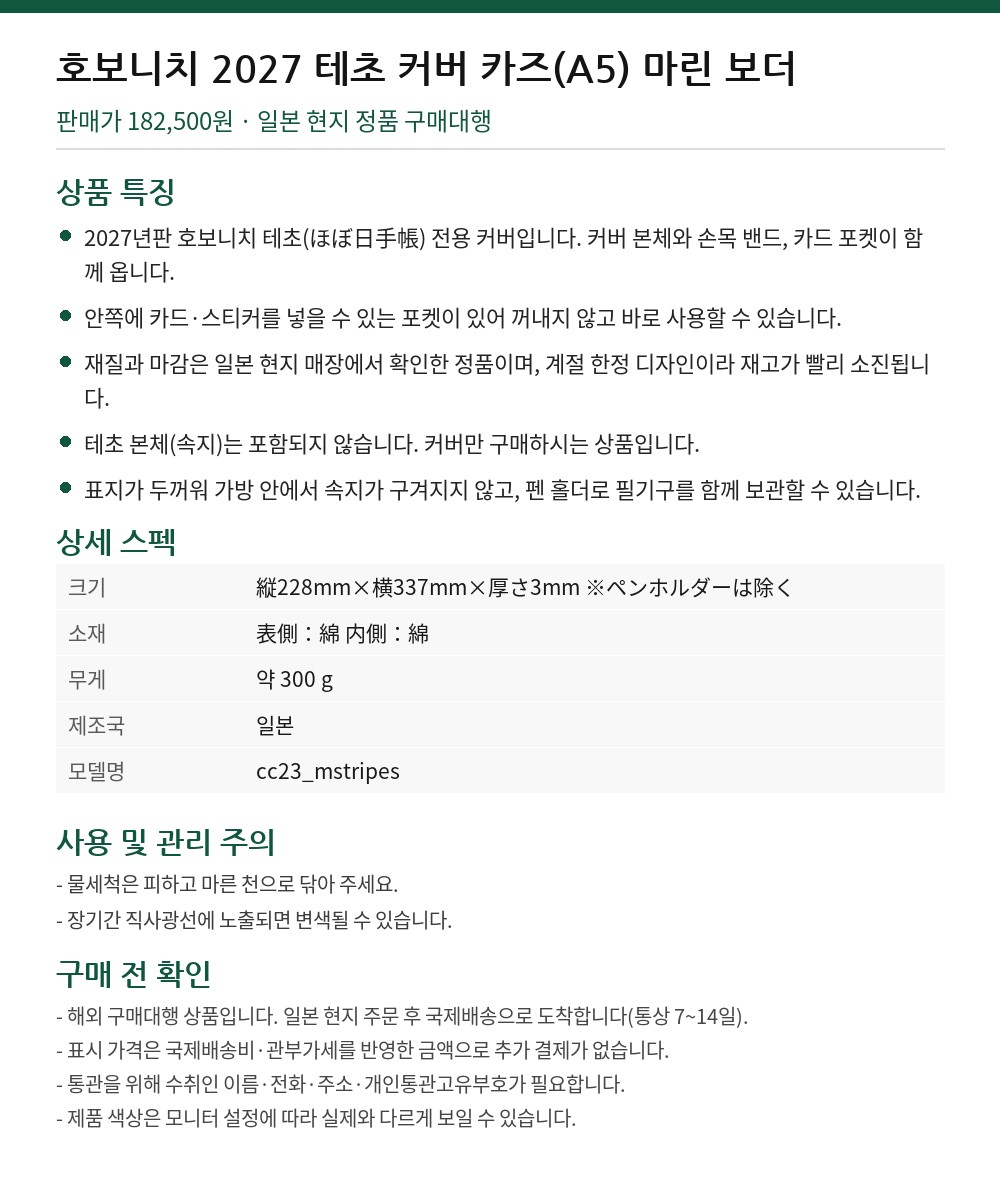 호보니치 2027 테초 커버 카즈(A5) 마린 보더
판매가 182,500원 · 일본 현지 정품 구매대행
상품 특징
● 2027년판 호보니치 테초(ほぼ日手帳) 전용 커버입니다. 커버 본체와 손목 밴드, 카드 포켓이 함
께 옵니다.
● 안쪽에 카드·스티커를 넣을 수 있는 포켓이 있어 꺼내지 않고 바로 사용할 수 있습니다.
● 재질과 마감은 일본 현지 매장에서 확인한 정품이며, 계절 한정 디자인이라 재고가 빨리 소진됩니
다.
● 테초 본체(속지)는 포함되지 않습니다. 커버만 구매하시는 상품입니다.
● 표지가 두꺼워 가방 안에서 속지가 구겨지지 않고, 펜 홀더로 필기구를 함께 보관할 수 있습니다.
상세 스펙
크기 縦228mm×横337mm×厚さ3mm ※ペンホルダーは除く
소재 表側：綿 内側：綿
무게 약 300 g
제조국 일본
모델명 cc23_mstripes
사용 및 관리 주의
- 물세척은 피하고 마른 천으로 닦아 주세요.
- 장기간 직사광선에 노출되면 변색될 수 있습니다.
구매 전 확인
- 해외 구매대행 상품입니다. 일본 현지 주문 후 국제배송으로 도착합니다(통상 7~14일).
- 표시 가격은 국제배송비·관부가세를 반영한 금액으로 추가 결제가 없습니다.
- 통관을 위해 수취인 이름·전화·주소·개인통관고유부호가 필요합니다.
- 제품 색상은 모니터 설정에 따라 실제와 다르게 보일 수 있습니다.